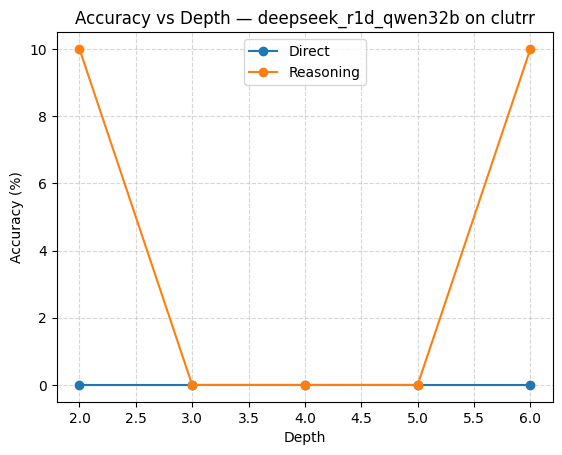 Accuracy vs Depth — deepseek_r1d_qwen32b on clutrr
Direct
Reasoning
Accuracy (%)
10
8
6
4
2
0
2.0 2.5 3.0 3.5 4.0 4.5 5.0 5.5 6.0
Depth